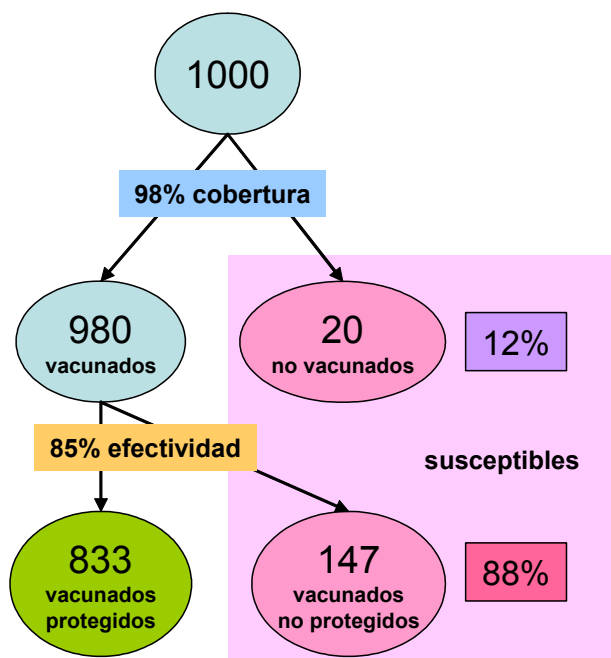 1000
98% cobertura
980
vacunados
20
no vacunados
12%
85% efectividad
susceptibles
833
vacunados
protegidos
147
vacunados
no protegidos
88%